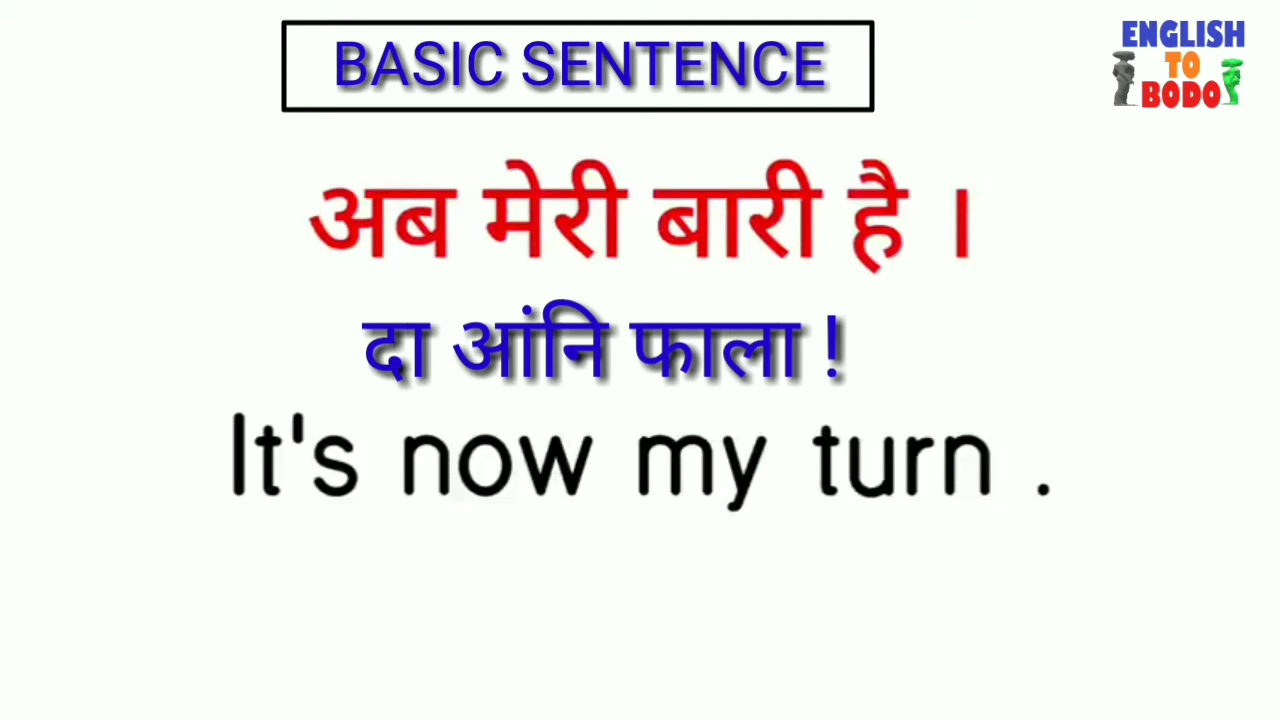 BASIC SENTENCE
ENGLISH
TO
BODO
अब मेरी बारी है ।
दा आंनि फाला !
It's now my turn .